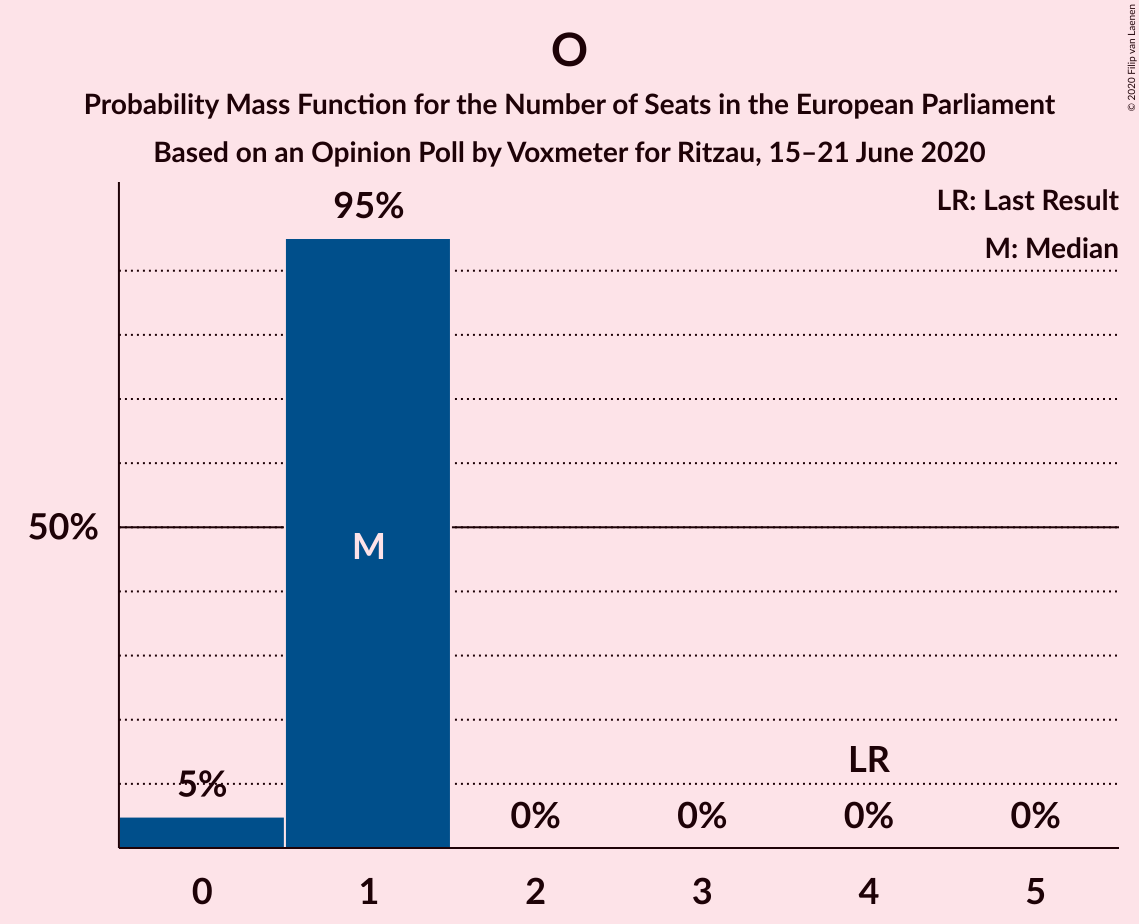 O
Probability Mass Function for the Number of Seats in the European Parliament
Based on an Opinion Poll by Voxmeter for Ritzau, 15–21 June 2020
© 2020 Filip van Laenen
LR: Last Result
M: Median
95%
50%
M
5%
0%
0%
LR
0%
0%
0 1 2 3 4 5